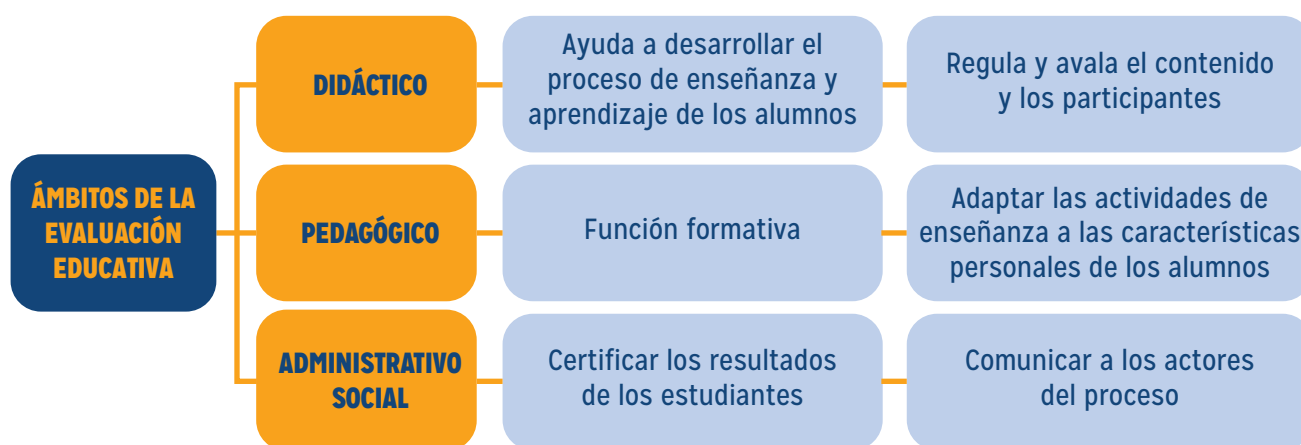 ÁMBITOS DE LA
EVALUACIÓN
EDUCATIVA
DIDÁCTICO
Ayuda a desarrollar el
proceso de enseñanza y
aprendizaje de los alumnos
Regula y avala el contenido
y los participantes
PEDAGÓGICO
Función formativa
Adaptar las actividades de
enseñanza a las características
personales de los alumnos
ADMINISTRATIVO
SOCIAL
Certificar los resultados
de los estudiantes
Comunicar a los actores
del proceso